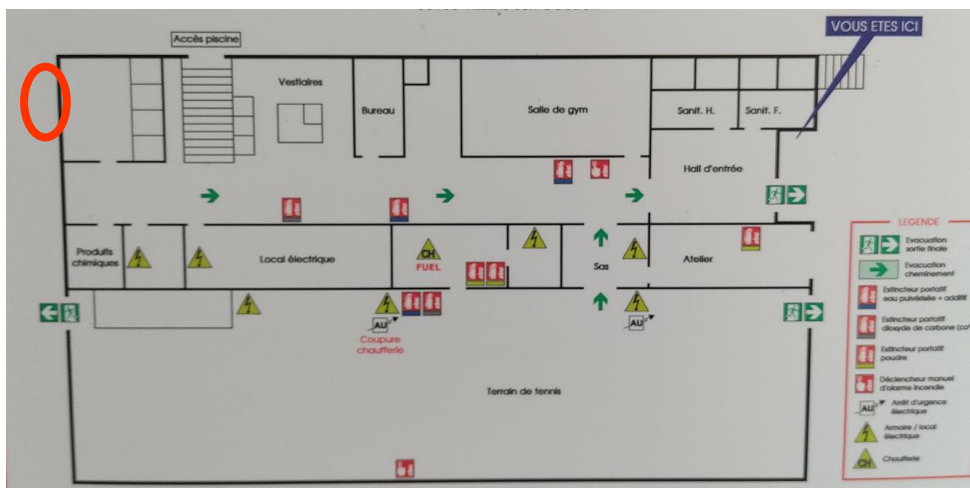 VOUS ETES ICI
Accès piscine
Vestiaires
Bureau
Salle de gym
Sanit. H.
Sanit. F.
Hall d'entrée
Produits
chimiques
Local électrique
CH
FUEL
Sas
Atelier
AU
Coupure
chaufferie
AU
Terrain de tennis
LEGENDE
Evacuation
sortie finale
Evacuation
cheminement
Extincteur portatif
eau pulvérisée + additif
Extincteur portatif
dioxyde de carbone (co²
Extincteur portatif
poudre
Déclencheur manuel
d'alarme incendie
AU
Arrêt d'urgence
électrique
Armoire / local
électrique
CH
Chaufferie